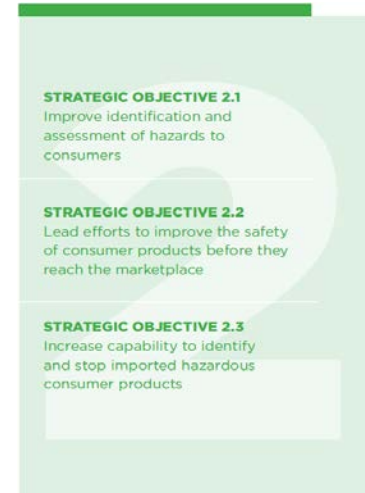 STRATEGIC OBJECTIVE 2.1
Improve identification and
assessment of hazards to
consumers
STRATEGIC OBJECTIVE 2.2
Lead efforts to improve the safety
of consumer products before they
reach the marketplace
STRATEGIC OBJECTIVE 2.3
Increase capability to identify
and stop imported hazardous
consumer products
2